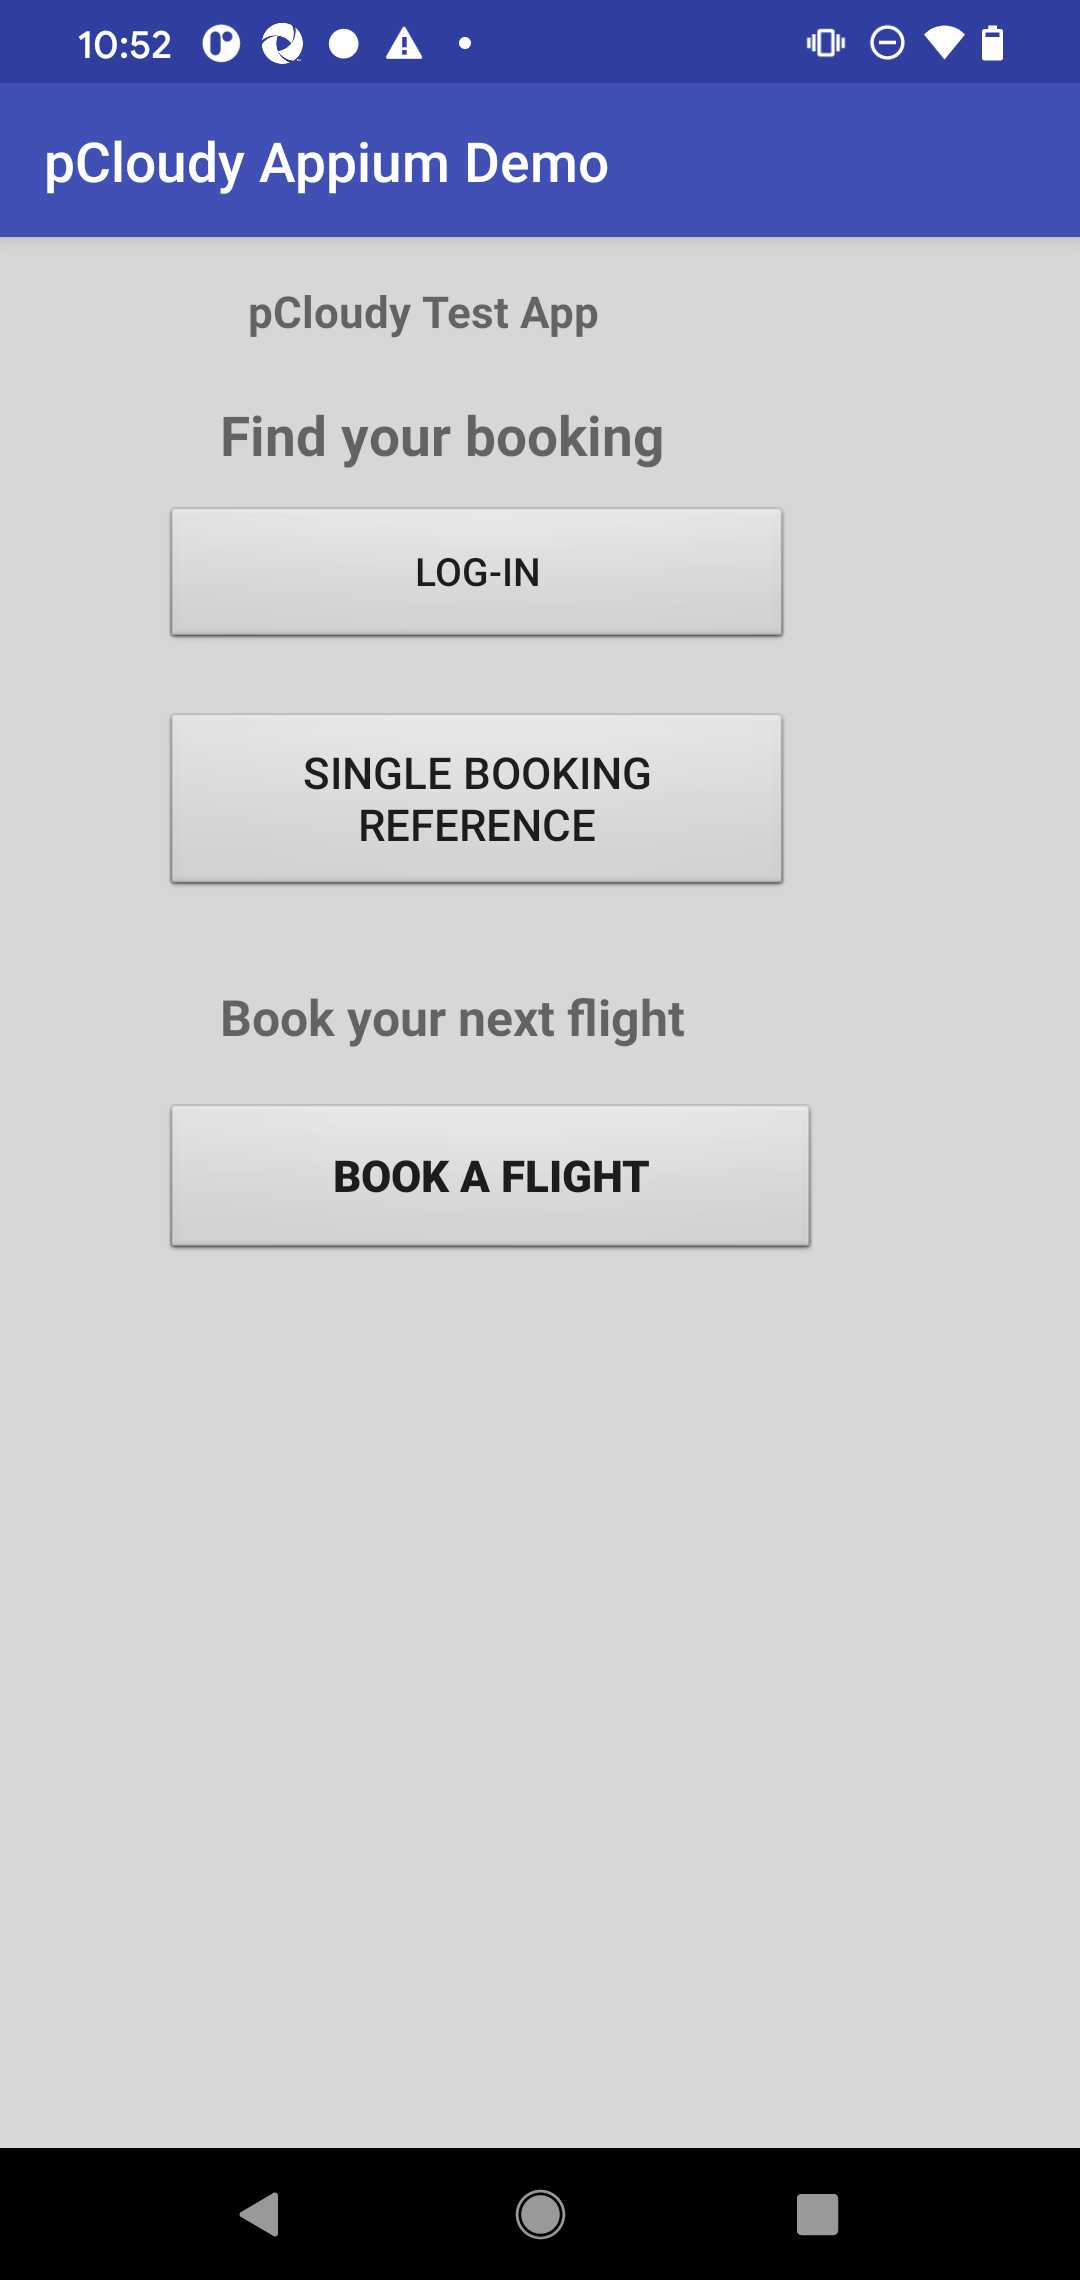 10:52
pCloudy Appium Demo
pCloudy Test App
Find your booking
LOG-IN
SINGLE BOOKING
REFERENCE
Book your next flight
BOOK A FLIGHT